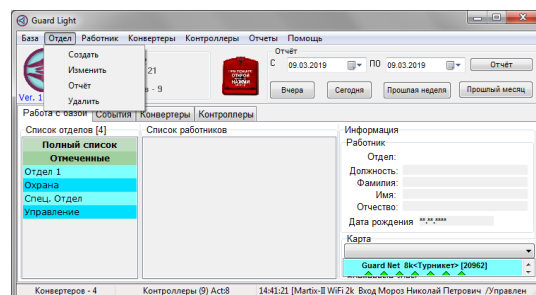 Guard Light
База Отдел Работник Конвертеры Контроллеры Отчеты Помощь
Создать
Изменить
Отчёт
Удалить
21
- 9
Ver. 1
Отчёт
С 09.03.2019 ПО 09.03.2019 Отчёт
Вчера Сегодня Прошлая неделя Прошлый месяц
Работа с базой События Конвертеры Контроллеры
Список отделов [4]
Полный список
Отмеченные
Отдел 1
Охрана
Спец. Отдел
Управление
Список работников
Информация
Работник
Отдел:
Должность:
Фамилия:
Имя:
Отчество:
Дата рождения **.**.****
Карта
Guard Net 8k<Турникет> [20962]
Конвертеров - 4 Контроллеры (9) Act:8 14:41:21 [Martix-II WiFi 2k Вход Мороз Николай Петрович /Управлен